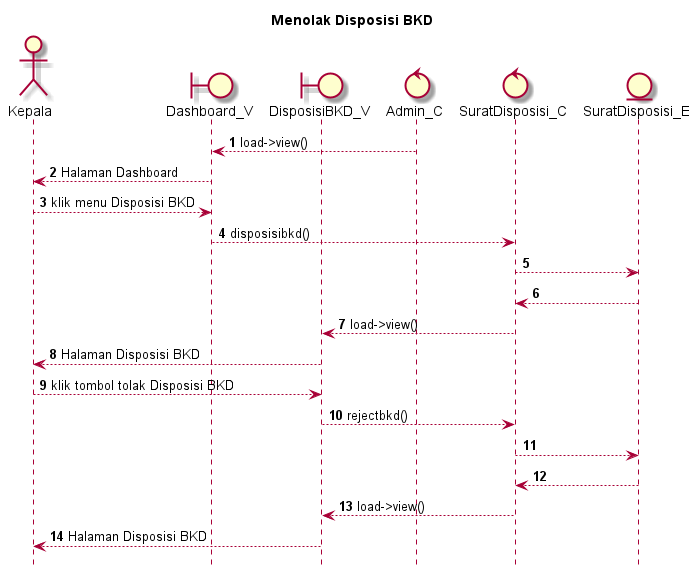 Menolak Disposisi BKD
Kepala Dashboard_V DisposisiBKD_V Admin_C SuratDisposisi_C SuratDisposisi_E
1 load->view()
2 Halaman Dashboard
3 klik menu Disposisi BKD
4 disposisibkd()
5
6
7 load->view()
8 Halaman Disposisi BKD
9 klik tombol tolak Disposisi BKD
10 rejectbkd()
11
12
13 load->view()
14 Halaman Disposisi BKD